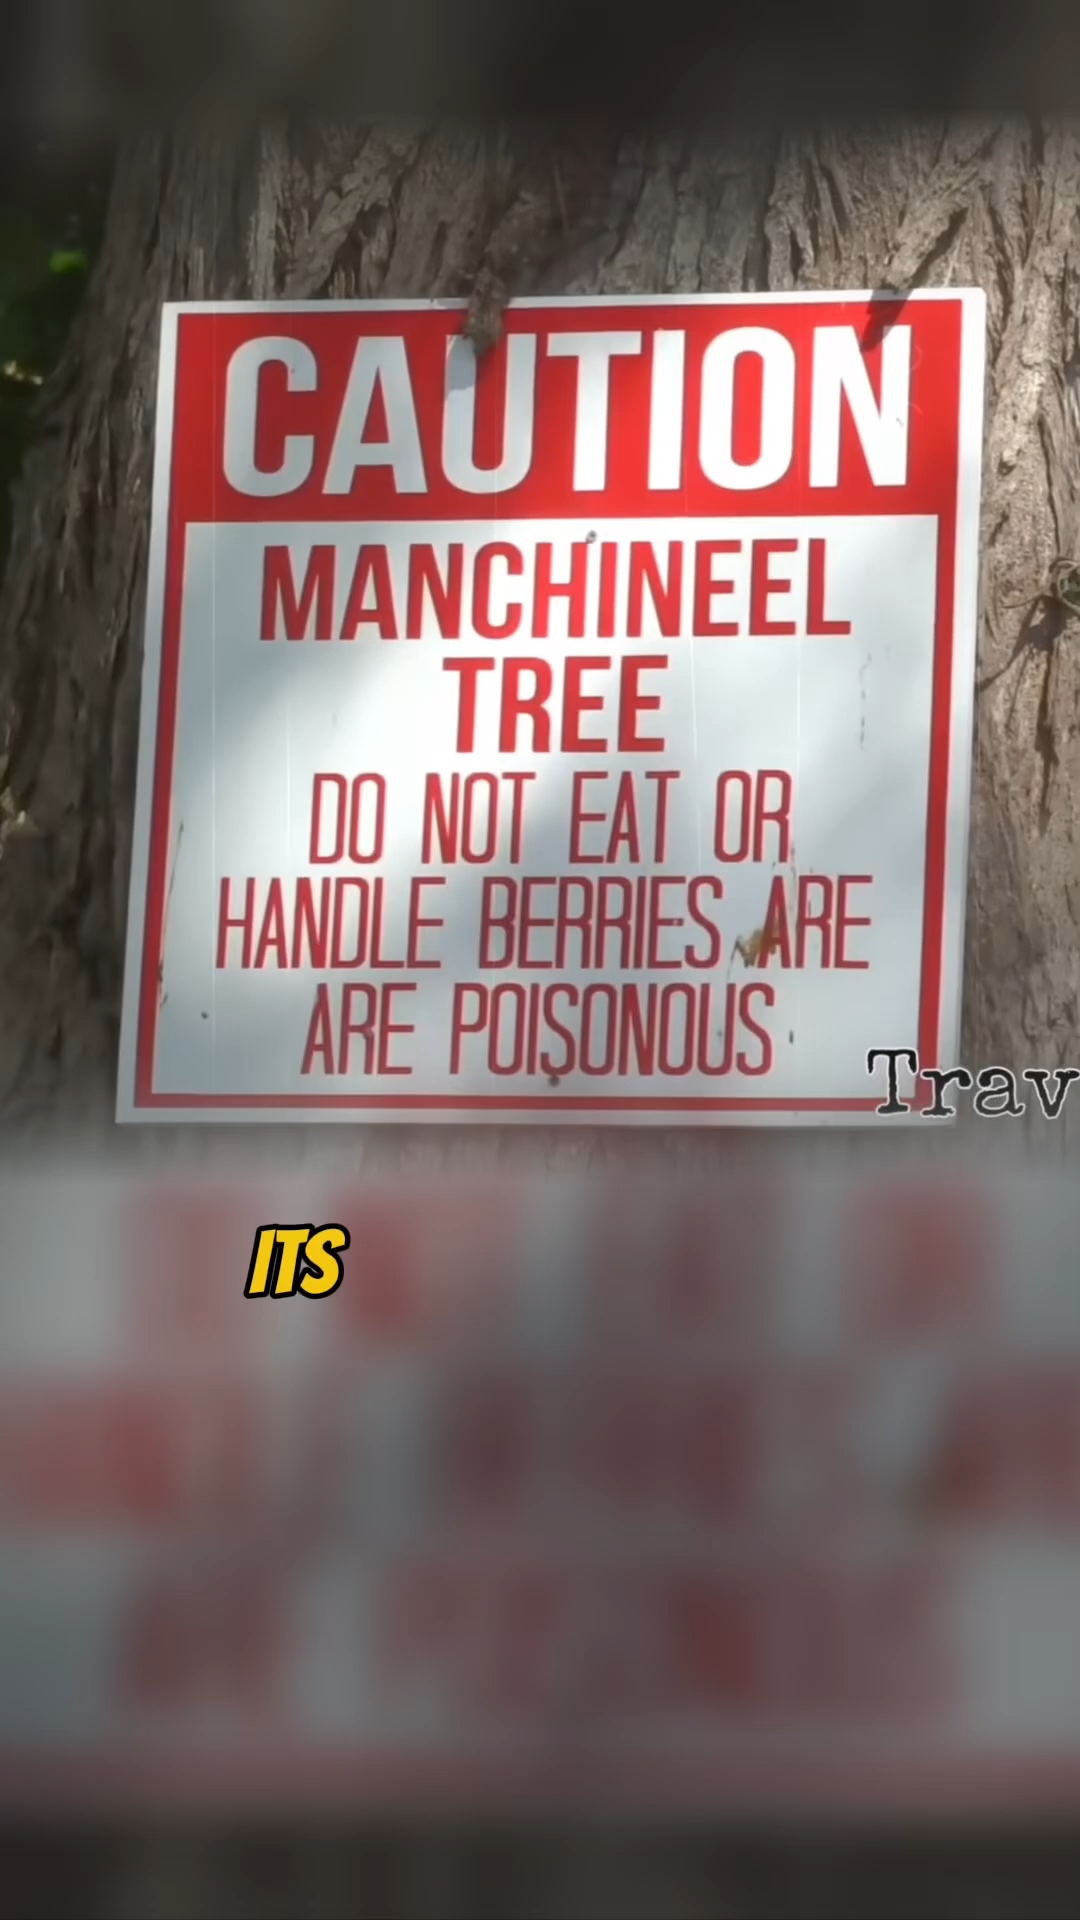 CAUTION
MANCHINEEL
TREE
DO NOT EAT OR
HANDLE BERRIES ARE
ARE POISONOUS
Trav
ITS